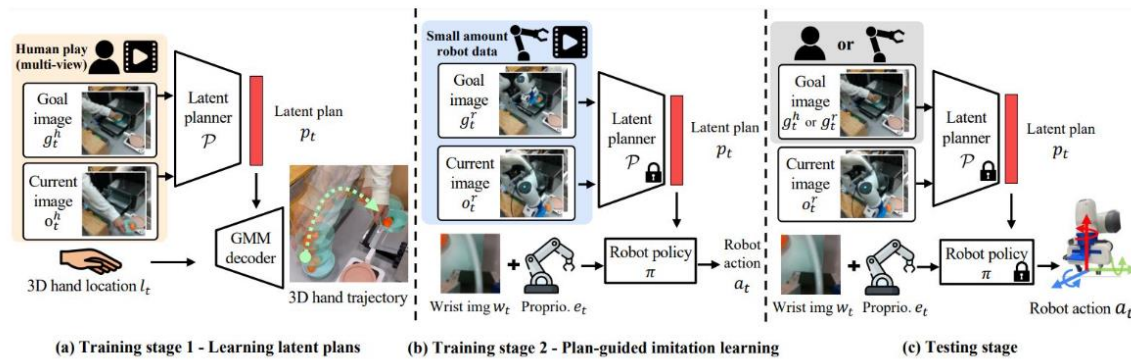 Human play
(multi-view)
Goal
image
g_t^h
Current
image
o_t^h
Latent
planner
𝒫
Latent plan
p_t
GMM
decoder
3D hand location l_t
3D hand trajectory
(a) Training stage 1 - Learning latent plans
Small amount
robot data
Goal
image
g_t^r
Current
image
o_t^r
Latent
planner
𝒫
Latent plan
p_t
+
Robot policy
π
Robot
action
a_t
Wrist img w_t
Proprio. e_t
(b) Training stage 2 - Plan-guided imitation learning
or
Goal
image
g_t^h or g_t^r
Current
image
o_t^r
Latent
planner
𝒫
Latent plan
p_t
+
Robot policy
π
Wrist img w_t
Proprio. e_t
Robot action a_t
(c) Testing stage